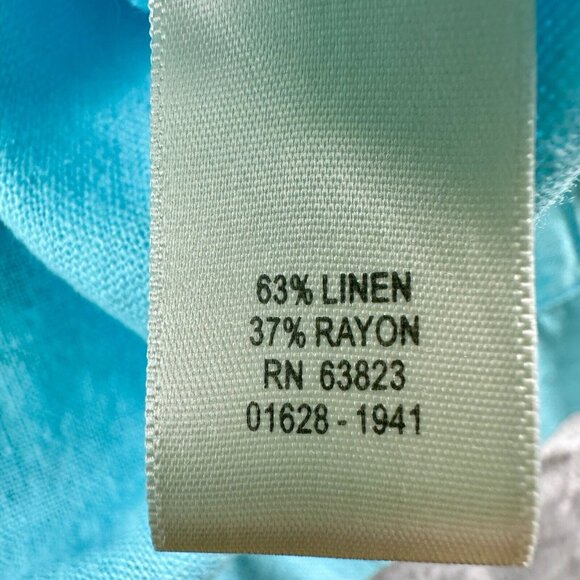 63% LINEN
37% RAYON
RN 63823
01628 - 1941